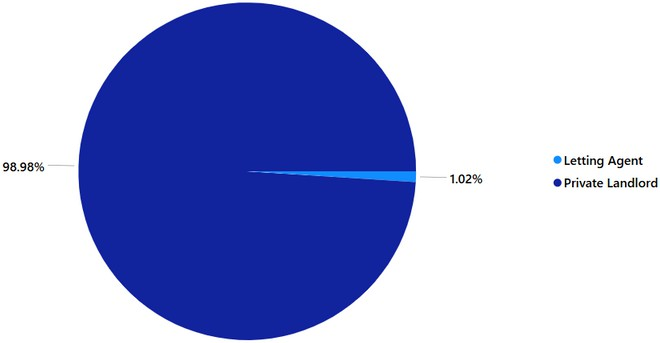 98.98%
1.02%
Letting Agent
Private Landlord